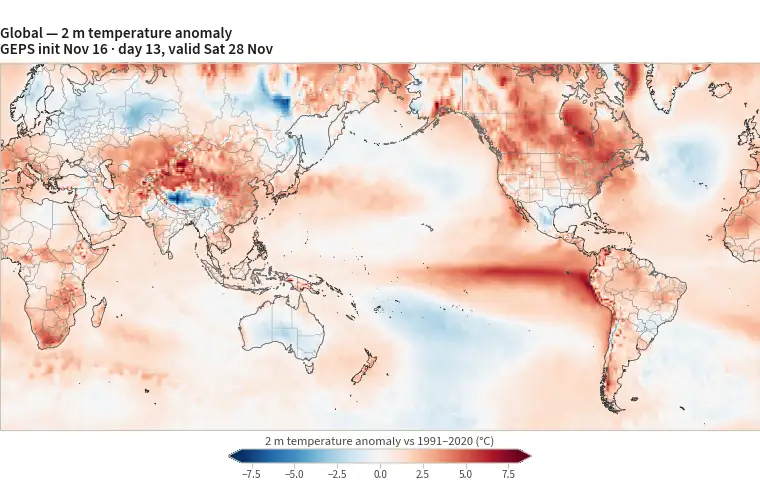 Global — 2 m temperature anomaly
GEPS init Nov 16 · day 13, valid Sat 28 Nov
2 m temperature anomaly vs 1991–2020 (°C)
−7.5 −5.0 −2.5 0.0 2.5 5.0 7.5